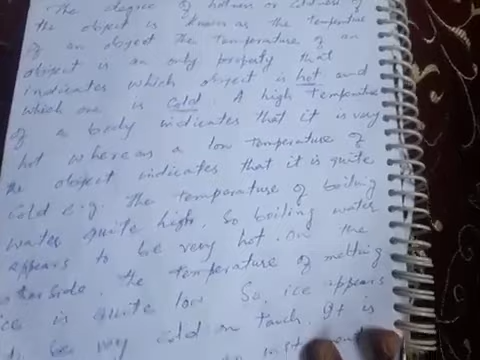 The degree of hotness or coldness of
the object is known as the temperature
of an object The temperature of an
object is an only property that
indicates which object is hot and
which one is cold. A high Temperature
of a body indicates that it is very
hot where as a low temperature of
the object indicates that it is quite
cold e.g. The temperature of boiling
water quite high. So boiling water
appears to be very hot. on the
other side. The temperature of melting
ice is quite low So, ice appears
to be very cold on touch. It is
an